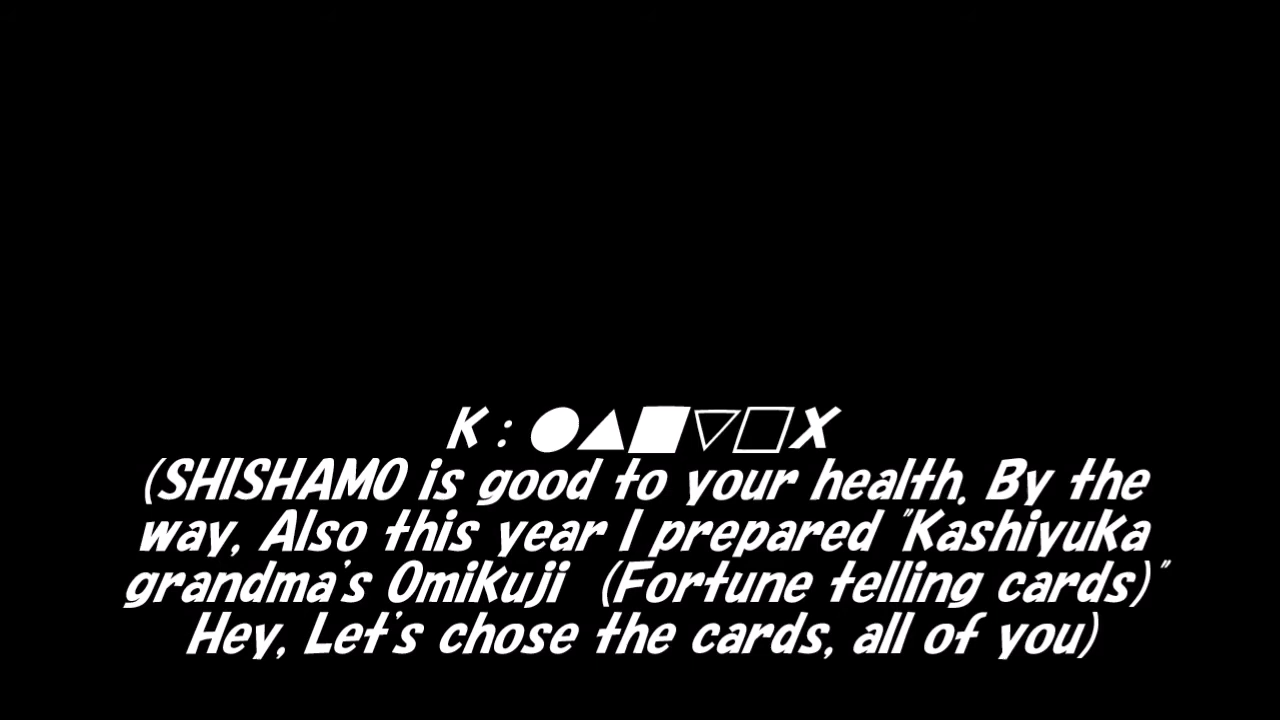 K : ●▲■▽□X
(SHISHAMO is good to your health. By the
way, Also this year I prepared "Kashiyuka
grandma's Omikuji (Fortune telling cards)"
Hey, Let's chose the cards, all of you)